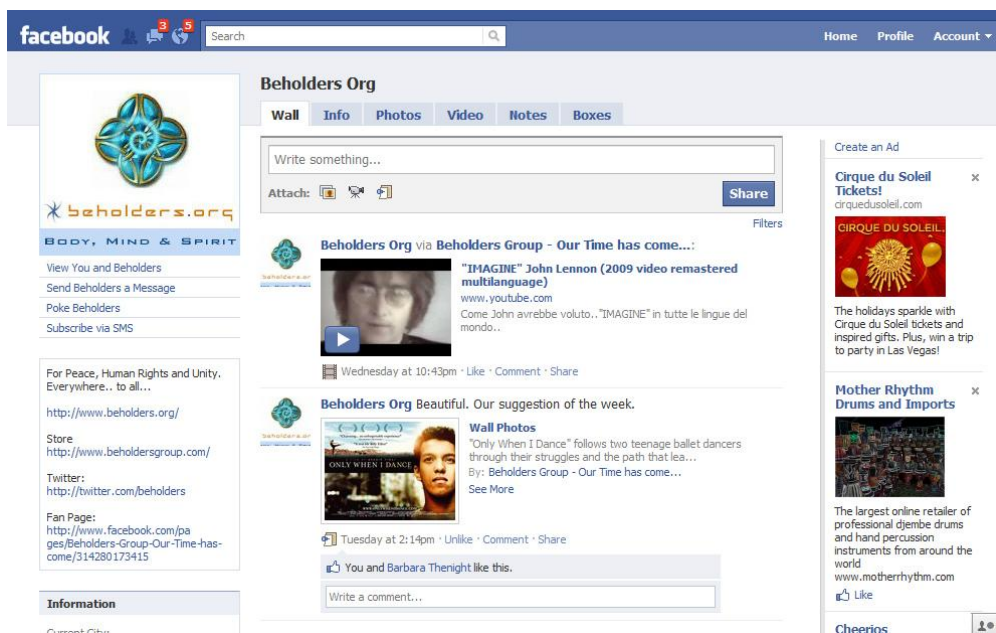 facebook
3
5
Search
Home Profile Account
Beholders Org
Wall Info Photos Video Notes Boxes
Write something...
Attach:
Share
Filters
beholders.org
BODY, MIND & SPIRIT
View You and Beholders
Send Beholders a Message
Poke Beholders
Subscribe via SMS
For Peace, Human Rights and Unity.
Everywhere.. to all...
http://www.beholders.org/
Store
http://www.beholdersgroup.com/
Twitter:
http://twitter.com/beholders
Fan Page:
http://www.facebook.com/pa
ges/Beholders-Group-Our-Time-has-
come/314280173415
Information
Current City:
Beholders Org via Beholders Group - Our Time has come...:
"IMAGINE" John Lennon (2009 video remastered
multilanguage)
www.youtube.com
Come John avrebbe voluto.."IMAGINE" in tutte le lingue del
mondo..
Wednesday at 10:43pm · Like · Comment · Share
Beholders Org Beautiful. Our suggestion of the week.
ONLY WHEN I DANCE
Wall Photos
"Only When I Dance" follows two teenage ballet dancers
through their struggles and the path that lea...
By: Beholders Group - Our Time has come...
See More
Tuesday at 2:14pm · Unlike · Comment · Share
You and Barbara Thenight like this.
Write a comment...
Create an Ad
Cirque du Soleil
Tickets!
cirquedusoleil.com
CIRQUE DU SOLEIL.
The holidays sparkle with
Cirque du Soleil tickets and
inspired gifts. Plus, win a trip
to party in Las Vegas!
Mother Rhythm
Drums and Imports
The largest online retailer of
professional djembe drums
and hand percussion
instruments from around the
world
www.motherrhythm.com
Like
Cheerios